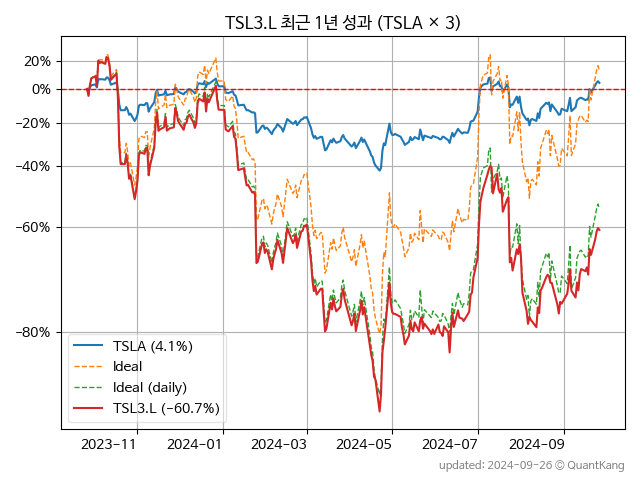 TSL3.L 최근 1년 성과 (TSLA × 3)
20%
0%
−20%
−40%
−60%
−80%
TSLA (4.1%)
Ideal
Ideal (daily)
TSL3.L (−60.7%)
2023−11
2024−01
2024−03
2024−05
2024−07
2024−09
updated: 2024−09−26 © QuantKang